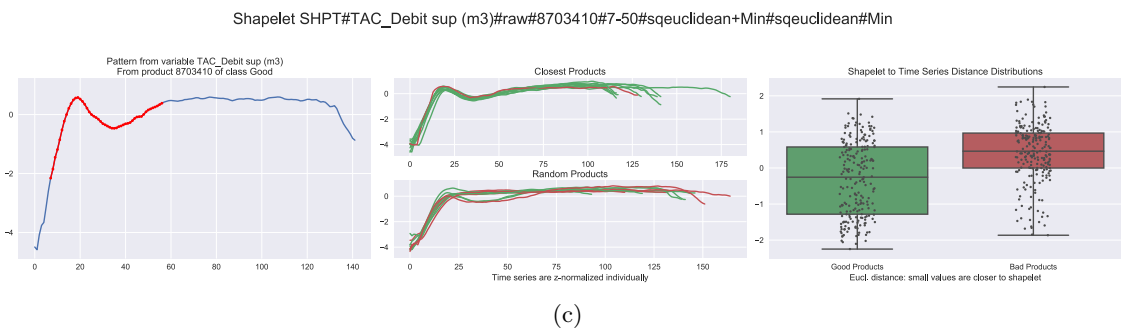 Shapelet SHPT#TAC_Debit sup (m3)#raw#8703410#7-50#sqeuclidean+Min#sqeuclidean#Min
Pattern from variable TAC_Debit sup (m3)
From product 8703410 of class Good
0
−2
−4
0 20 40 60 80 100 120 140
Closest Products
0
−2
−4
0 25 50 75 100 125 150 175
Random Products
0
−2
−4
0 25 50 75 100 125 150
Time series are z-normalized individually
Shapelet to Time Series Distance Distributions
2
1
0
−1
−2
Good Products Bad Products
Eucl. distance: small values are closer to shapelet
(c)